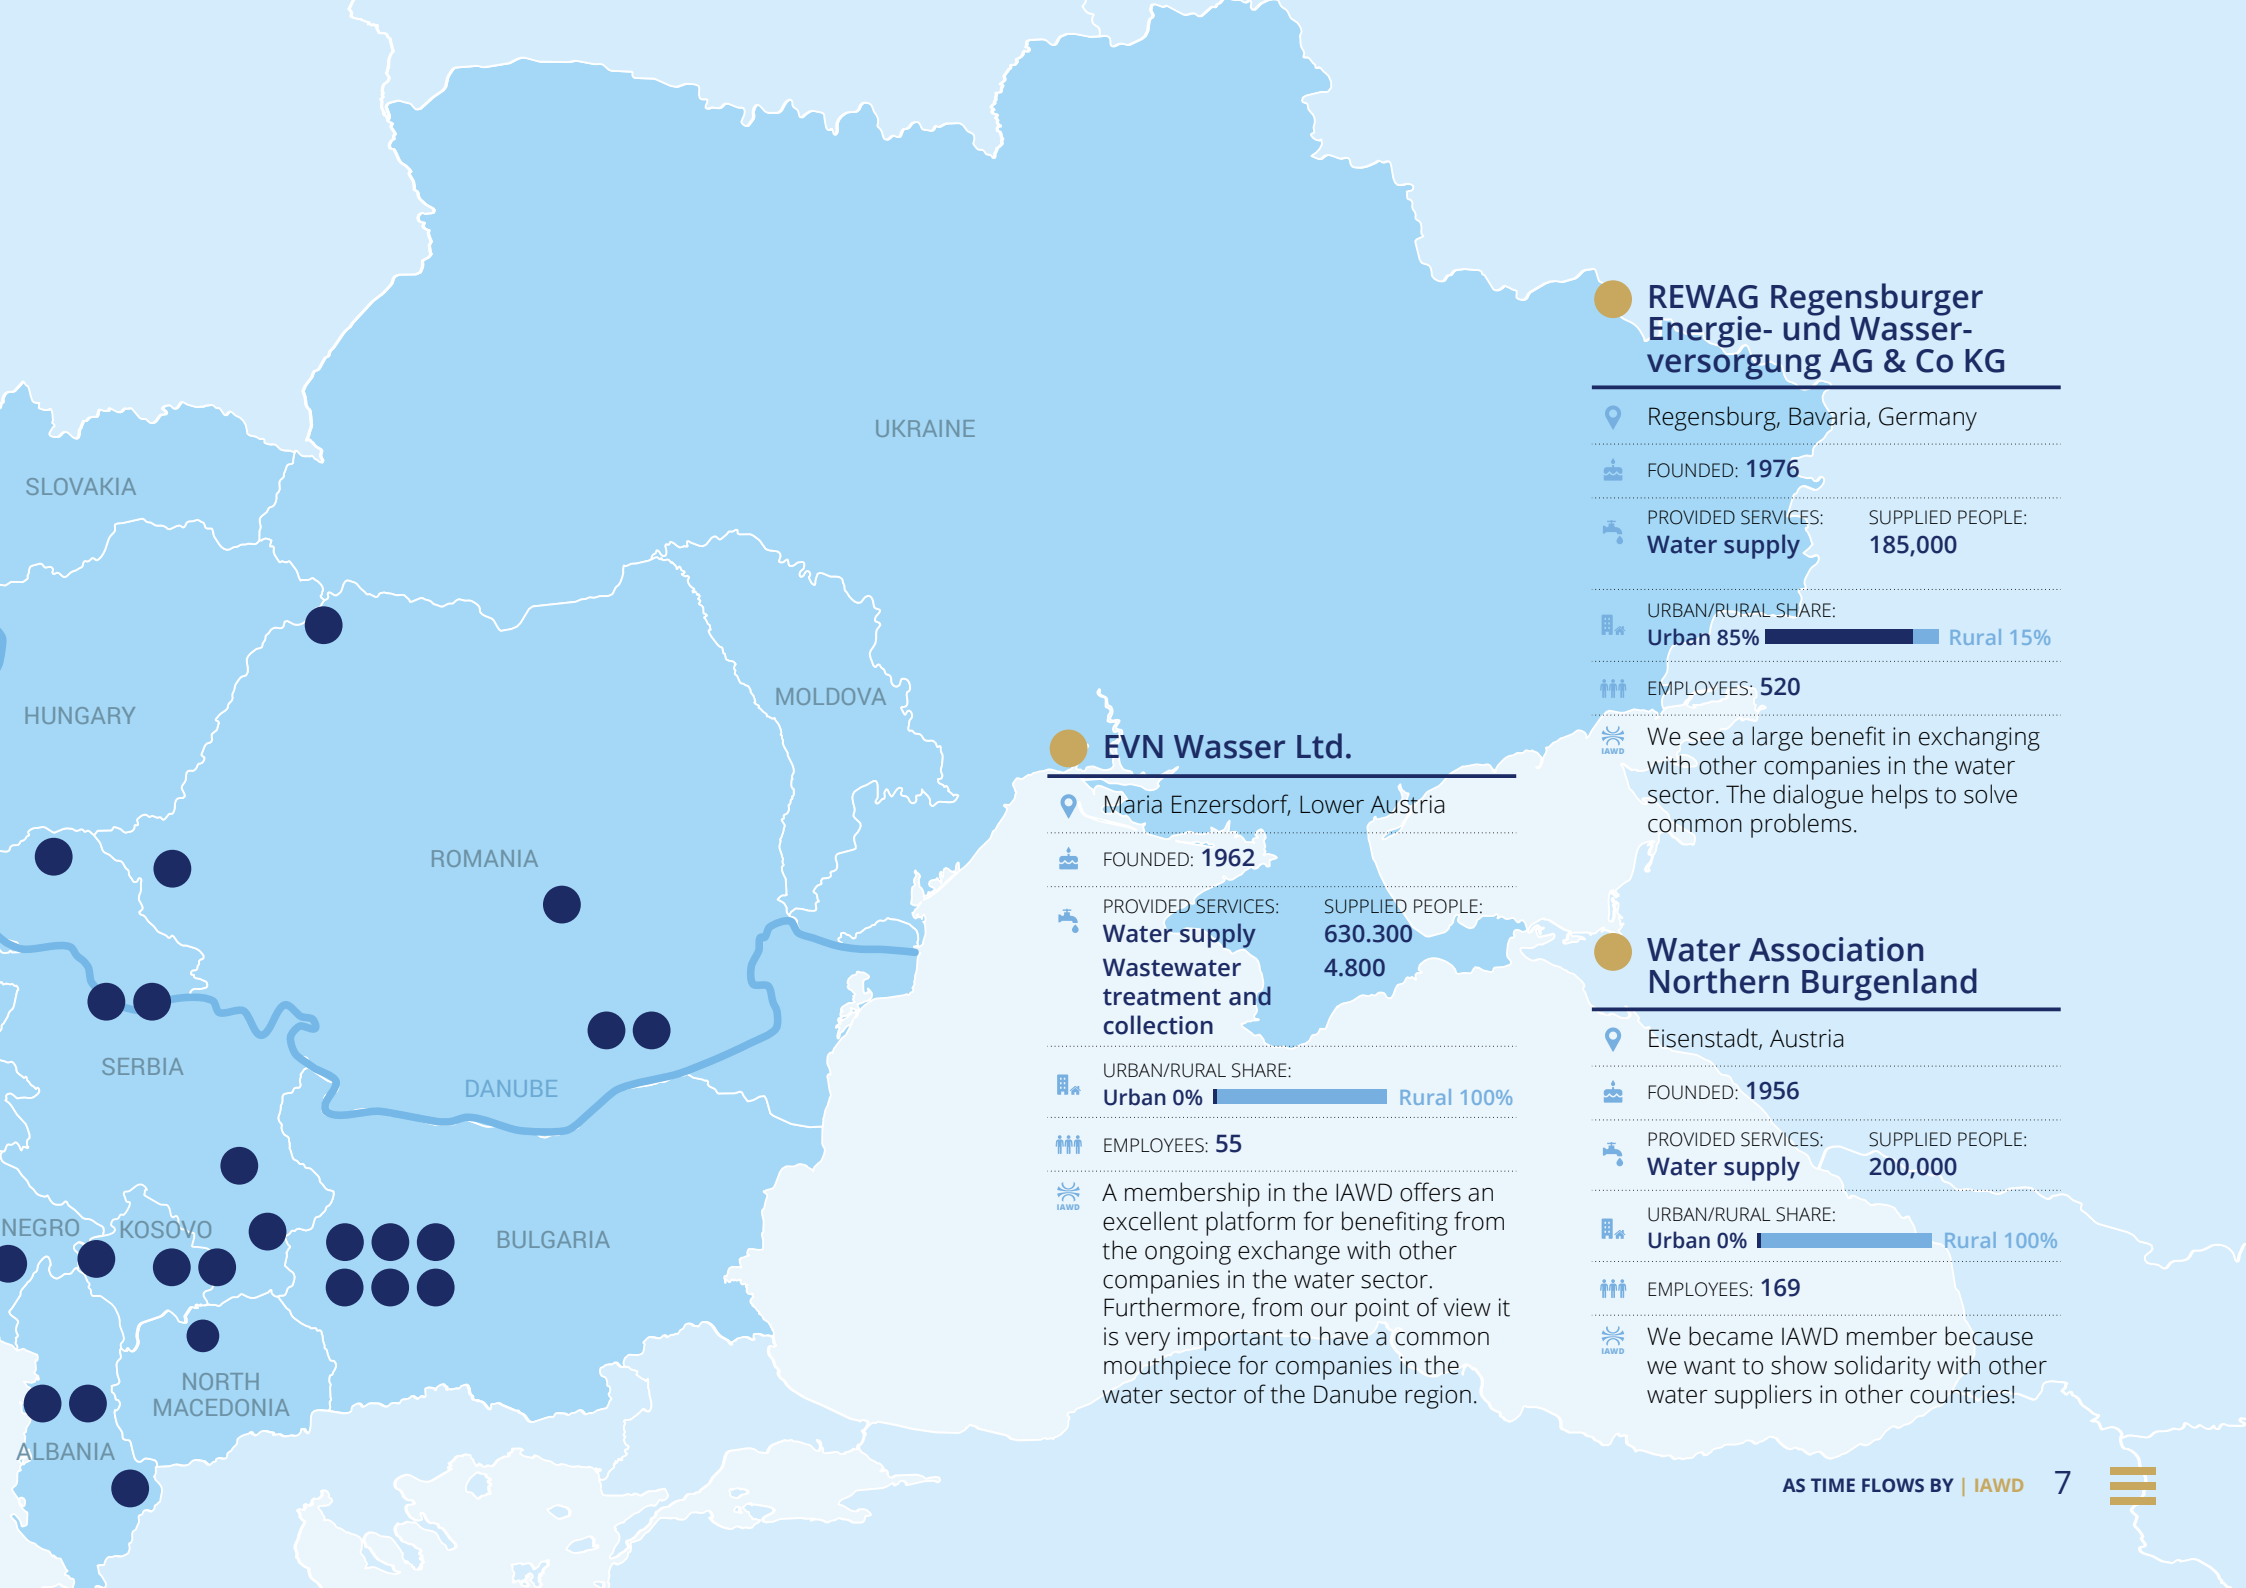 UKRAINE
SLOVAKIA
HUNGARY
MOLDOVA
ROMANIA
SERBIA
DANUBE
NEGRO
KOSOVO
BULGARIA
NORTH
MACEDONIA
ALBANIA
EVN Wasser Ltd.
Maria Enzersdorf, Lower Austria
FOUNDED: 1962
PROVIDED SERVICES: SUPPLIED PEOPLE:
Water supply 630.300
Wastewater 4.800
treatment and
collection
URBAN/RURAL SHARE:
Urban 0% Rural 100%
EMPLOYEES: 55
IAWD
A membership in the IAWD offers an
excellent platform for benefiting from
the ongoing exchange with other
companies in the water sector.
Furthermore, from our point of view it
is very important to have a common
mouthpiece for companies in the
water sector of the Danube region.
REWAG Regensburger
Energie- und Wasser-
versorgung AG & Co KG
Regensburg, Bavaria, Germany
FOUNDED: 1976
PROVIDED SERVICES: SUPPLIED PEOPLE:
Water supply 185,000
URBAN/RURAL SHARE:
Urban 85% Rural 15%
EMPLOYEES: 520
IAWD
We see a large benefit in exchanging
with other companies in the water
sector. The dialogue helps to solve
common problems.
Water Association
Northern Burgenland
Eisenstadt, Austria
FOUNDED: 1956
PROVIDED SERVICES: SUPPLIED PEOPLE:
Water supply 200,000
URBAN/RURAL SHARE:
Urban 0% Rural 100%
EMPLOYEES: 169
IAWD
We became IAWD member because
we want to show solidarity with other
water suppliers in other countries!
AS TIME FLOWS BY | IAWD 7